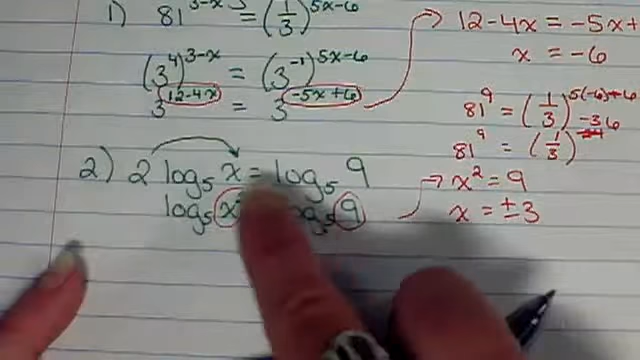 1) 81^(3-x) = (1/3)^(5x-6)
(3^4)^(3-x) = (3^-1)^(5x-6)
3^(12-4x) = 3^(-5x+6)
12-4x = -5x+
x = -6
81^9 = (1/3)^(5(-6)+6)
-36
81^9 = (1/3)
2) 2 log₅ x = log₅ 9
log₅ x log₅ 9
x² = 9
x = ±3